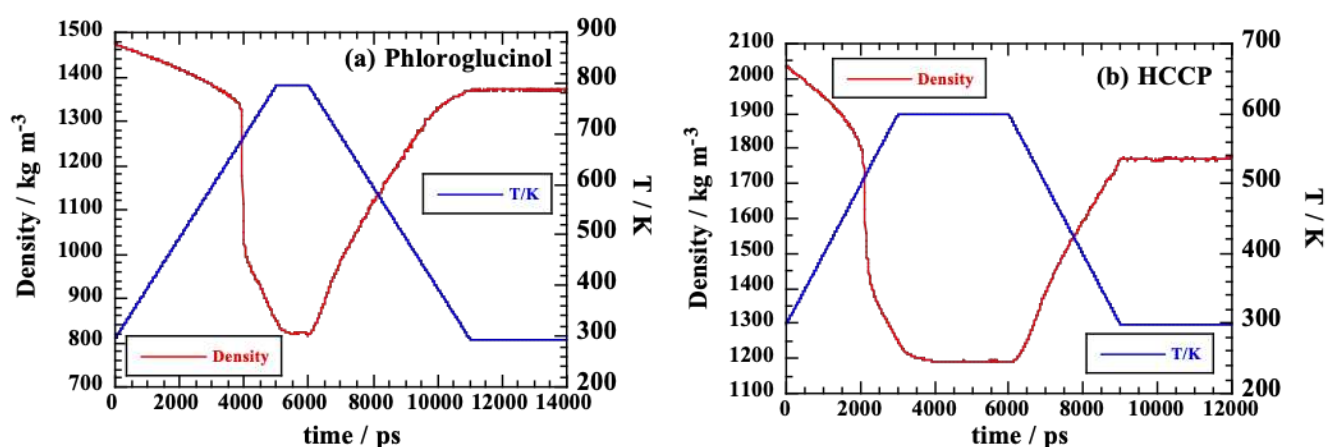 (a) Phloroglucinol
Density / kg m-3
1500
1400
1300
1200
1100
1000
900
800
700
900
800
700
600
500
400
300
200
T / K
T/K
Density
0 2000 4000 6000 8000 10000 12000 14000
time / ps
(b) HCCP
Density / kg m-3
2100
2000
1900
1800
1700
1600
1500
1400
1300
1200
1100
700
600
500
400
300
200
T / K
Density
T/K
0 2000 4000 6000 8000 10000 12000
time / ps